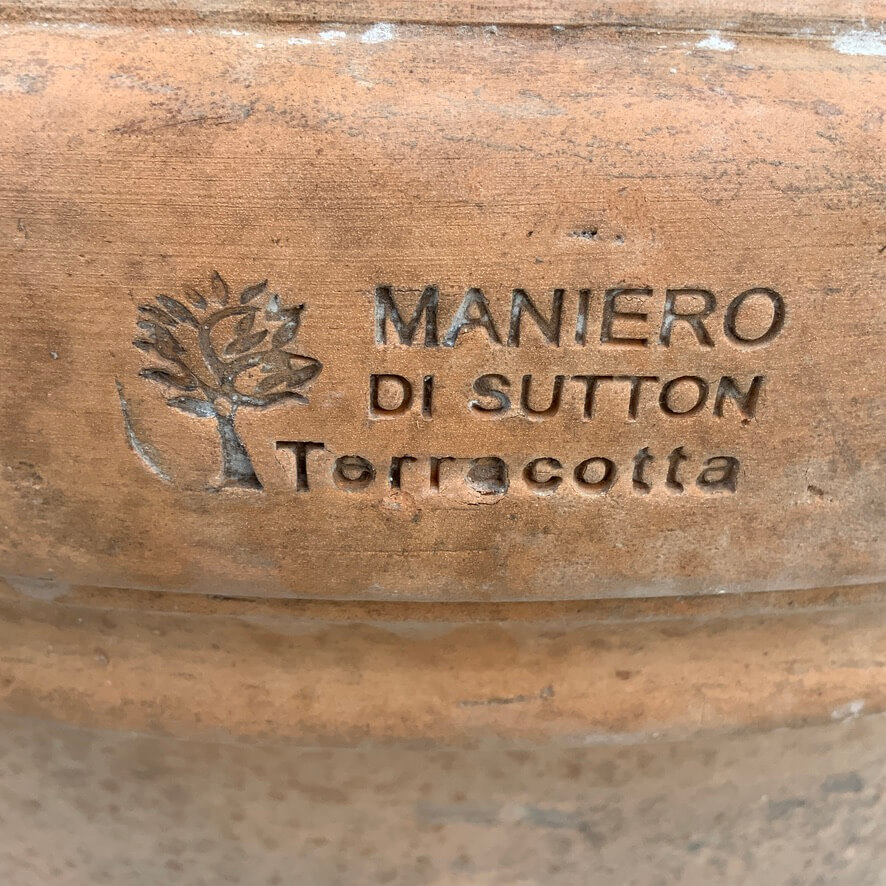 MANIERO
DI SUTTON
Terracotta